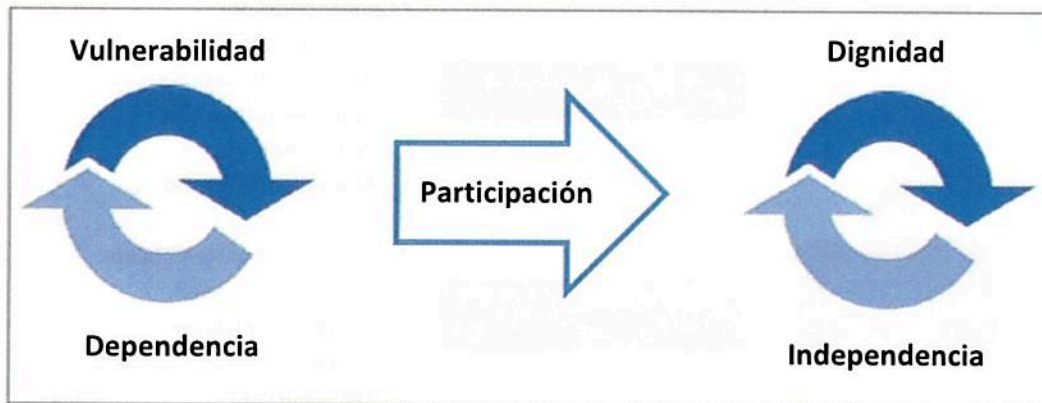 Vulnerabilidad
Dignidad
Participación
Dependencia
Independencia